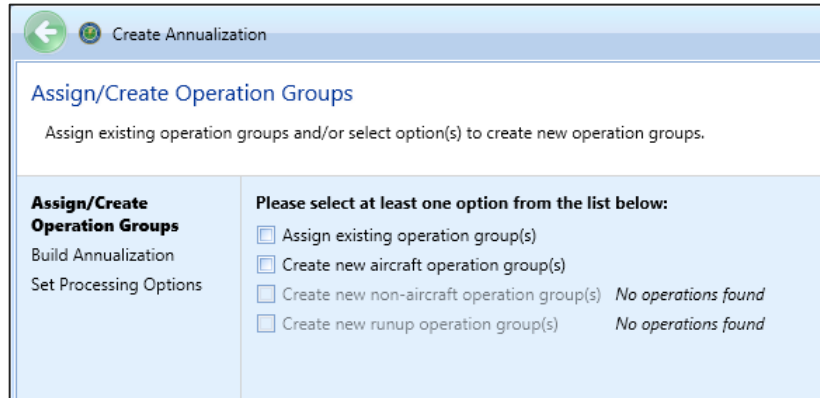 Create Annualization
Assign/Create Operation Groups
Assign existing operation groups and/or select option(s) to create new operation groups.
Assign/Create
Operation Groups
Build Annualization
Set Processing Options
Please select at least one option from the list below:
Assign existing operation group(s)
Create new aircraft operation group(s)
Create new non-aircraft operation group(s) No operations found
Create new runup operation group(s) No operations found